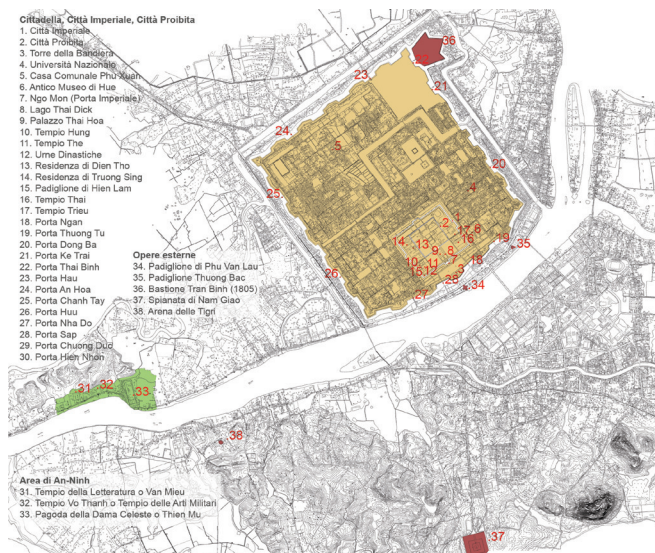 Cittadella, Città Imperiale, Città Proibita
1. Città Imperiale
2. Città Proibita
3. Torre della Bandiera
4. Università Nazionale
5. Casa Comunale Phu Xuan
6. Antico Museo di Hue
7. Ngo Mon (Porta Imperiale)
8. Lago Thai Dick
9. Palazzo Thai Hoa
10. Tempio Hung
11. Tempio The
12. Urne Dinastiche
13. Residenza di Dien Tho
14. Residenza di Truong Sing
15. Padiglione di Hien Lam
16. Tempio Thai
17. Tempio Trieu
18. Porta Ngan
19. Porta Thuong Tu
20. Porta Dong Ba
21. Porta Ke Trai
22. Porta Thai Binh
23. Porta Hau
24. Porta An Hoa
25. Porta Chanh Tay
26. Porta Huu
27. Porta Nha Do
28. Porta Sap
29. Porta Chuong Duc
30. Porta Hien Nhon
Opere esterne
34. Padiglione di Phu Van Lau
35. Padiglione Thuong Bac
36. Bastione Tran Binh (1805)
37. Spianata di Nam Giao
38. Arena delle Tigri
Area di An-Ninh
31. Tempio della Letteratura o Van Mieu
32. Tempio Vo Thanh o Tempio delle Arti Militari
33. Pagoda della Dama Celeste o Thien Mu
36
23
21
24
5
20
4
25
1
2
17
6
14
13
16
19
35
9
8
18
10
11
7
26
15
12
3
28
34
27
31
32
33
38
37